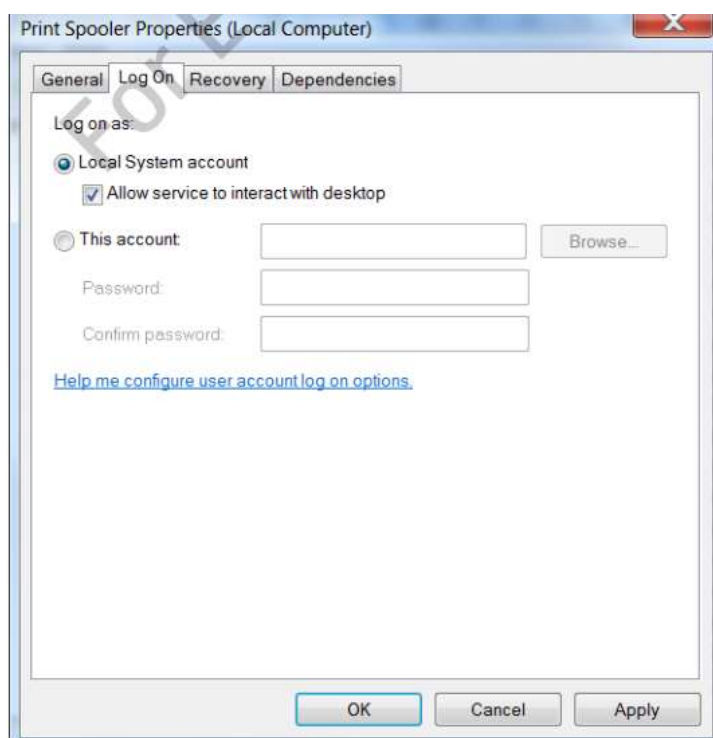 Print Spooler Properties (Local Computer)
General Log On Recovery Dependencies
Log on as:
Local System account
Allow service to interact with desktop
This account:
Browse...
Password:
Confirm password:
Help me configure user account log on options.
OK Cancel Apply
For